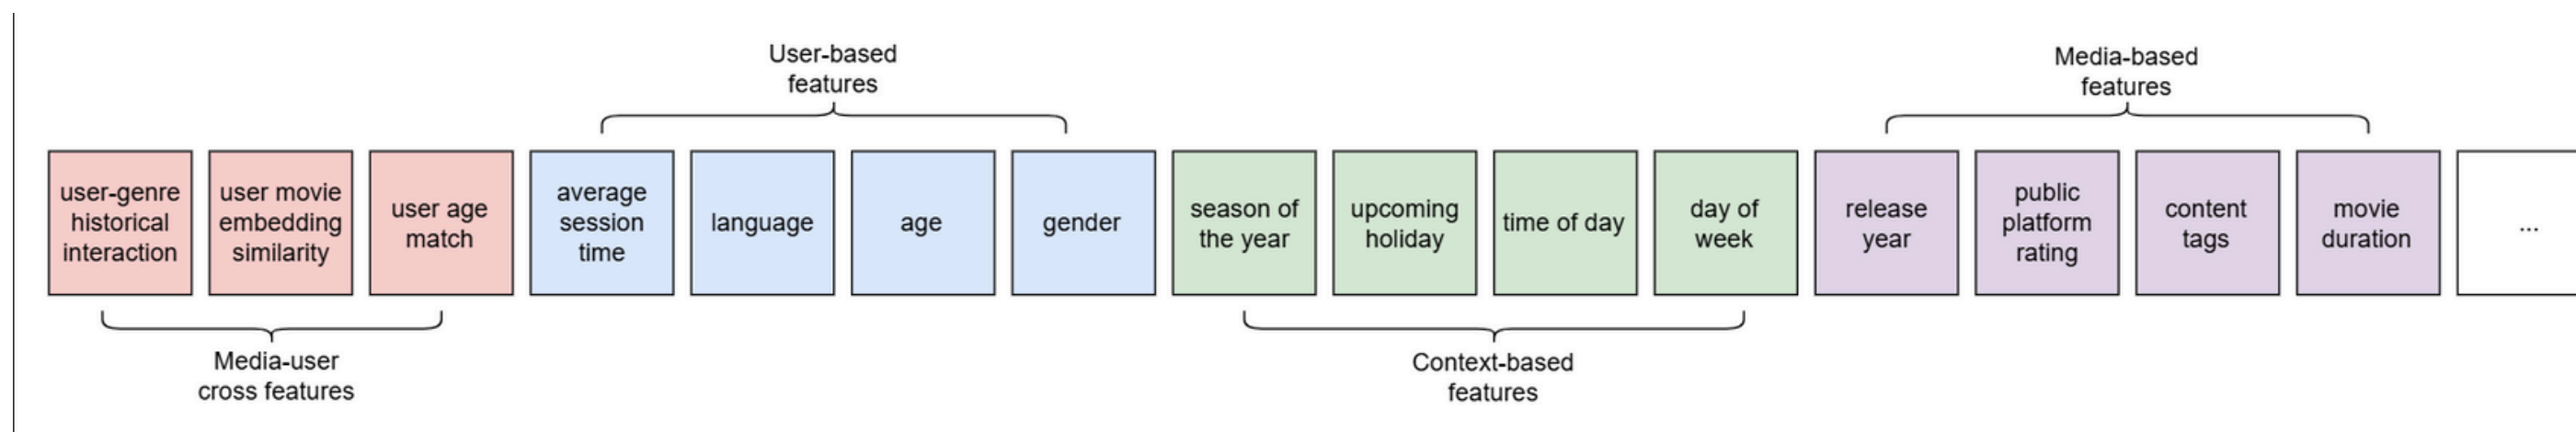 User-based
features
Media-based
features
user-genre
historical
interaction
user movie
embedding
similarity
user age
match
average
session
time
language
age
gender
season of
the year
upcoming
holiday
time of day
day of
week
release
year
public
platform
rating
content
tags
movie
duration
...
Media-user
cross features
Context-based
features